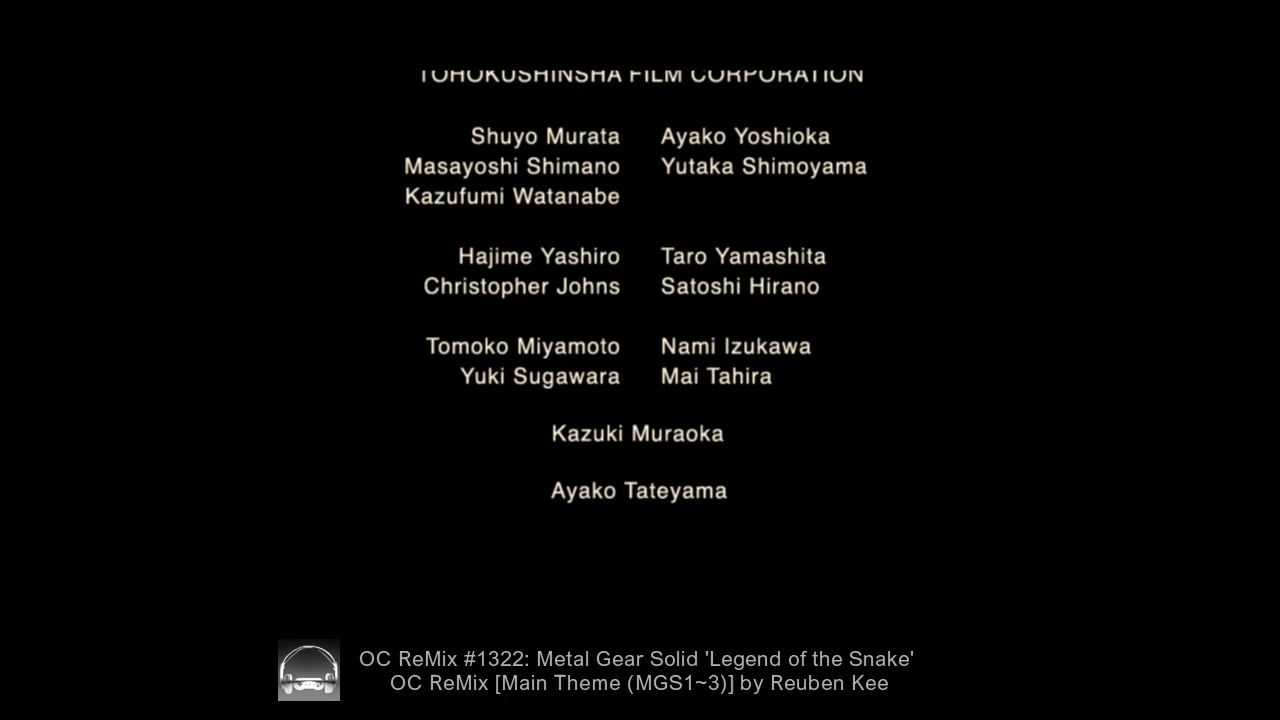 TOHOKUSHINSHA FILM CORPORATION
Shuyo Murata Ayako Yoshioka
Masayoshi Shimano Yutaka Shimoyama
Kazufumi Watanabe
Hajime Yashiro Taro Yamashita
Christopher Johns Satoshi Hirano
Tomoko Miyamoto Nami Izukawa
Yuki Sugawara Mai Tahira
Kazuki Muraoka
Ayako Tateyama
OC ReMix #1322: Metal Gear Solid 'Legend of the Snake'
OC ReMix [Main Theme (MGS1~3)] by Reuben Kee